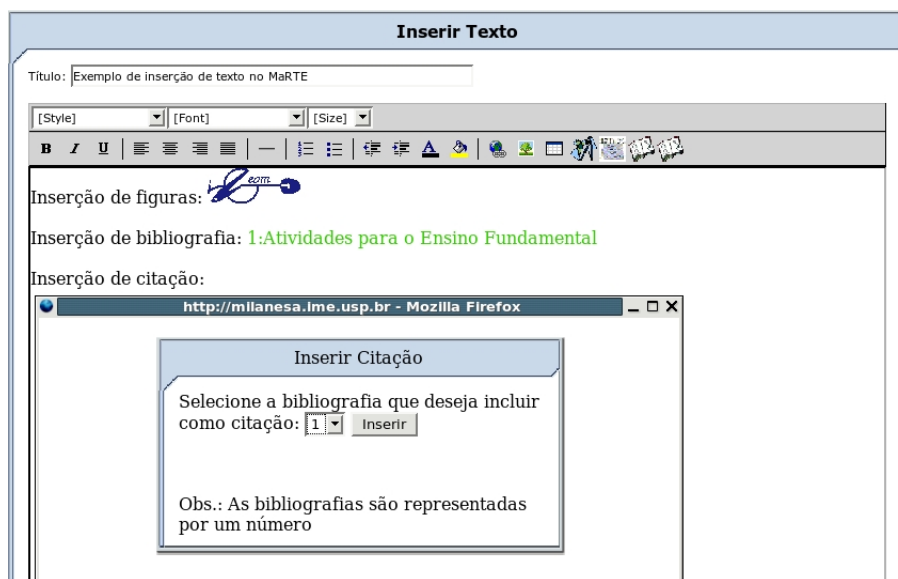 Inserir Texto
Título: Exemplo de inserção de texto no MaRTE
[Style] [Font] [Size]
B I U A
Inserção de figuras: eom
Inserção de bibliografia: 1:Atividades para o Ensino Fundamental
Inserção de citação:
http://milanesa.ime.usp.br - Mozilla Firefox
Inserir Citação
Selecione a bibliografia que deseja incluir
como citação: 1 Inserir
Obs.: As bibliografias são representadas
por um número